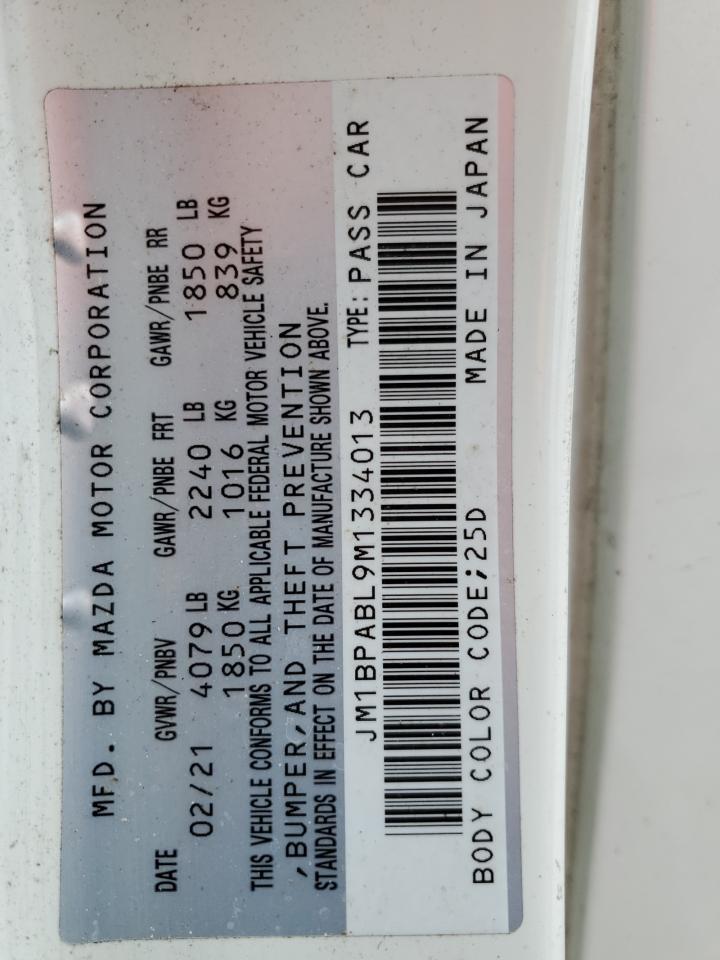 MFD. BY MAZDA MOTOR CORPORATION
DATE GVWR/PNBV GAWR/PNBE FRT GAWR/PNBE RR
02/21 4079 LB 2240 LB 1850 LB
1850 KG 1016 KG 839 KG
THIS VEHICLE CONFORMS TO ALL APPLICABLE FEDERAL MOTOR VEHICLE SAFETY
,BUMPER,AND THEFT PREVENTION
STANDARDS IN EFFECT ON THE DATE OF MANUFACTURE SHOWN ABOVE.
JM1BPABL9M1334013 TYPE: PASS CAR
BODY COLOR CODE;25D MADE IN JAPAN